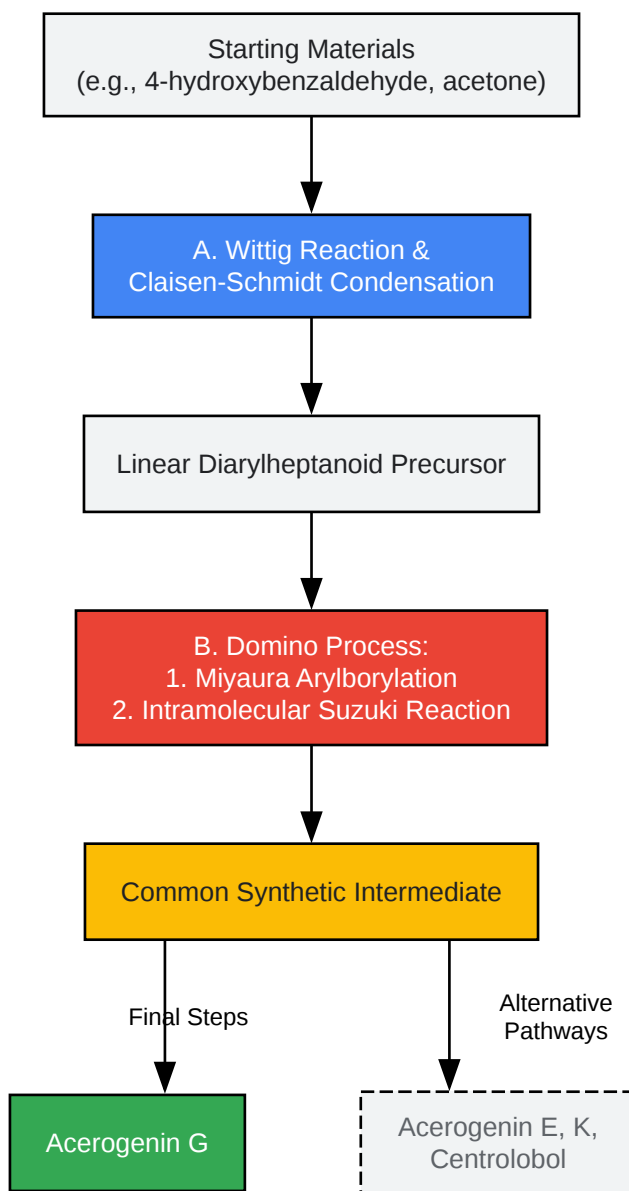 Starting Materials
(e.g., 4-hydroxybenzaldehyde, acetone)
A. Wittig Reaction &
Claisen-Schmidt Condensation
Linear Diarylheptanoid Precursor
B. Domino Process:
1. Miyaura Arylborylation
2. Intramolecular Suzuki Reaction
Common Synthetic Intermediate
Final Steps
Alternative
Pathways
Acerogenin G
Acerogenin E, K,
Centrolobol